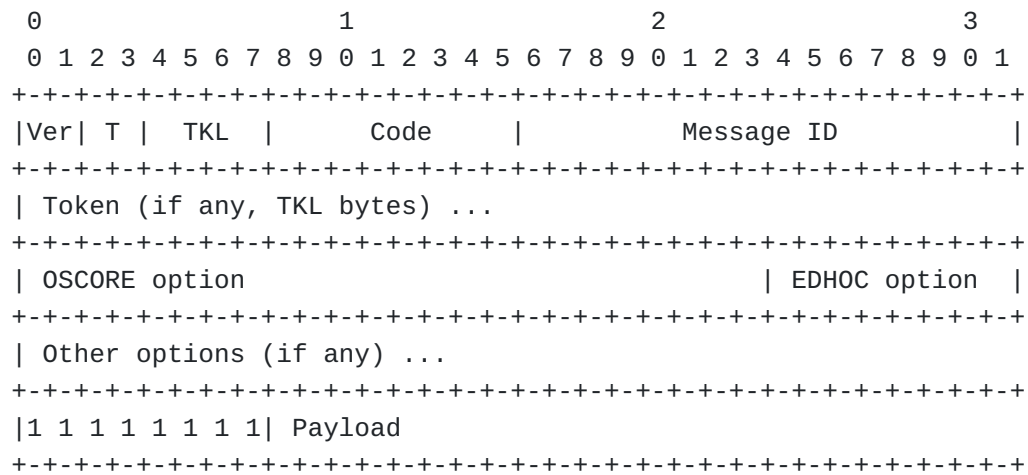 0                   1                   2                   3
 0 1 2 3 4 5 6 7 8 9 0 1 2 3 4 5 6 7 8 9 0 1 2 3 4 5 6 7 8 9 0 1
+-+-+-+-+-+-+-+-+-+-+-+-+-+-+-+-+-+-+-+-+-+-+-+-+-+-+-+-+-+-+-+-+
|Ver| T |  TKL  |      Code     |          Message ID           |
+-+-+-+-+-+-+-+-+-+-+-+-+-+-+-+-+-+-+-+-+-+-+-+-+-+-+-+-+-+-+-+-+
| Token (if any, TKL bytes) ...
+-+-+-+-+-+-+-+-+-+-+-+-+-+-+-+-+-+-+-+-+-+-+-+-+-+-+-+-+-+-+-+-+
| OSCORE option                                 | EDHOC option  |
+-+-+-+-+-+-+-+-+-+-+-+-+-+-+-+-+-+-+-+-+-+-+-+-+-+-+-+-+-+-+-+-+
| Other options (if any) ...
+-+-+-+-+-+-+-+-+-+-+-+-+-+-+-+-+-+-+-+-+-+-+-+-+-+-+-+-+-+-+-+-+
|1 1 1 1 1 1 1 1| Payload
+-+-+-+-+-+-+-+-+-+-+-+-+-+-+-+-+-+-+-+-+-+-+-+-+-+-+-+-+-+-+-+-+